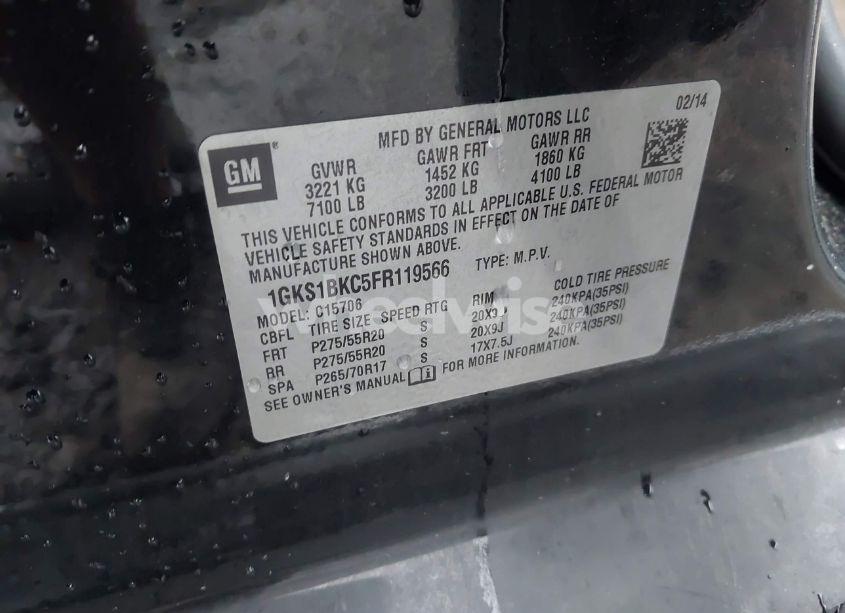 02/14
MFD BY GENERAL MOTORS LLC
GM®
GVWR GAWR FRT GAWR RR
3221 KG 1452 KG 1860 KG
7100 LB 3200 LB 4100 LB
THIS VEHICLE CONFORMS TO ALL APPLICABLE U.S. FEDERAL MOTOR
VEHICLE SAFETY STANDARDS IN EFFECT ON THE DATE OF
MANUFACTURE SHOWN ABOVE.
1GKS1BKC5FR119566 TYPE: M.P.V.
MODEL: C15706
CBFL TIRE SIZE SPEED RTG RIM COLD TIRE PRESSURE
FRT P275/55R20 S 20X9J 240KPA(35PSI)
BR P275/55R20 S 20X9J 240KPA(35PSI)
SPA P265/70R17 S 17X7.5J 240KPA(35PSI)
SEE OWNER'S MANUAL FOR MORE INFORMATION.